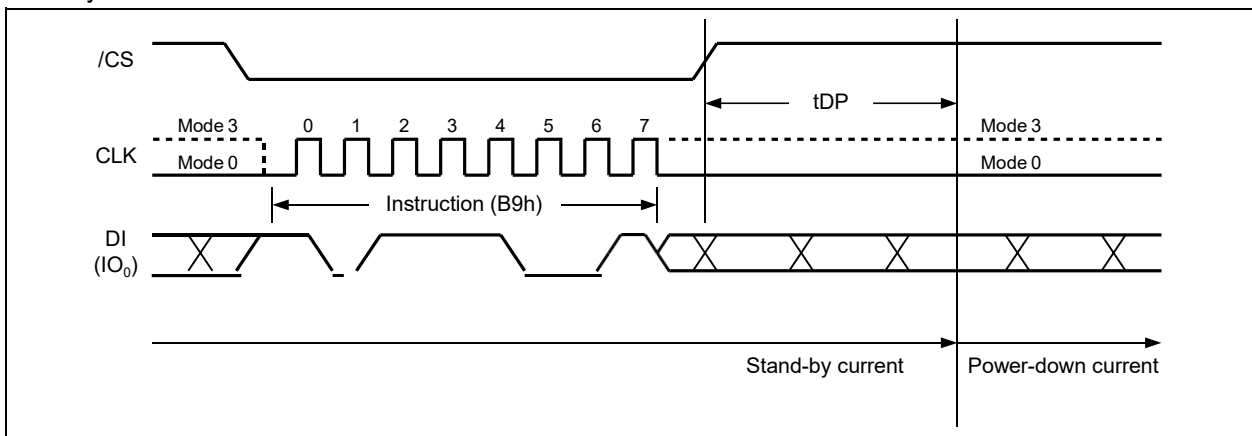 /CS
tDP
Mode 3 0 1 2 3 4 5 6 7 Mode 3
CLK
Mode 0 Mode 0
Instruction (B9h)
DI
(IO₀)
Stand-by current Power-down current